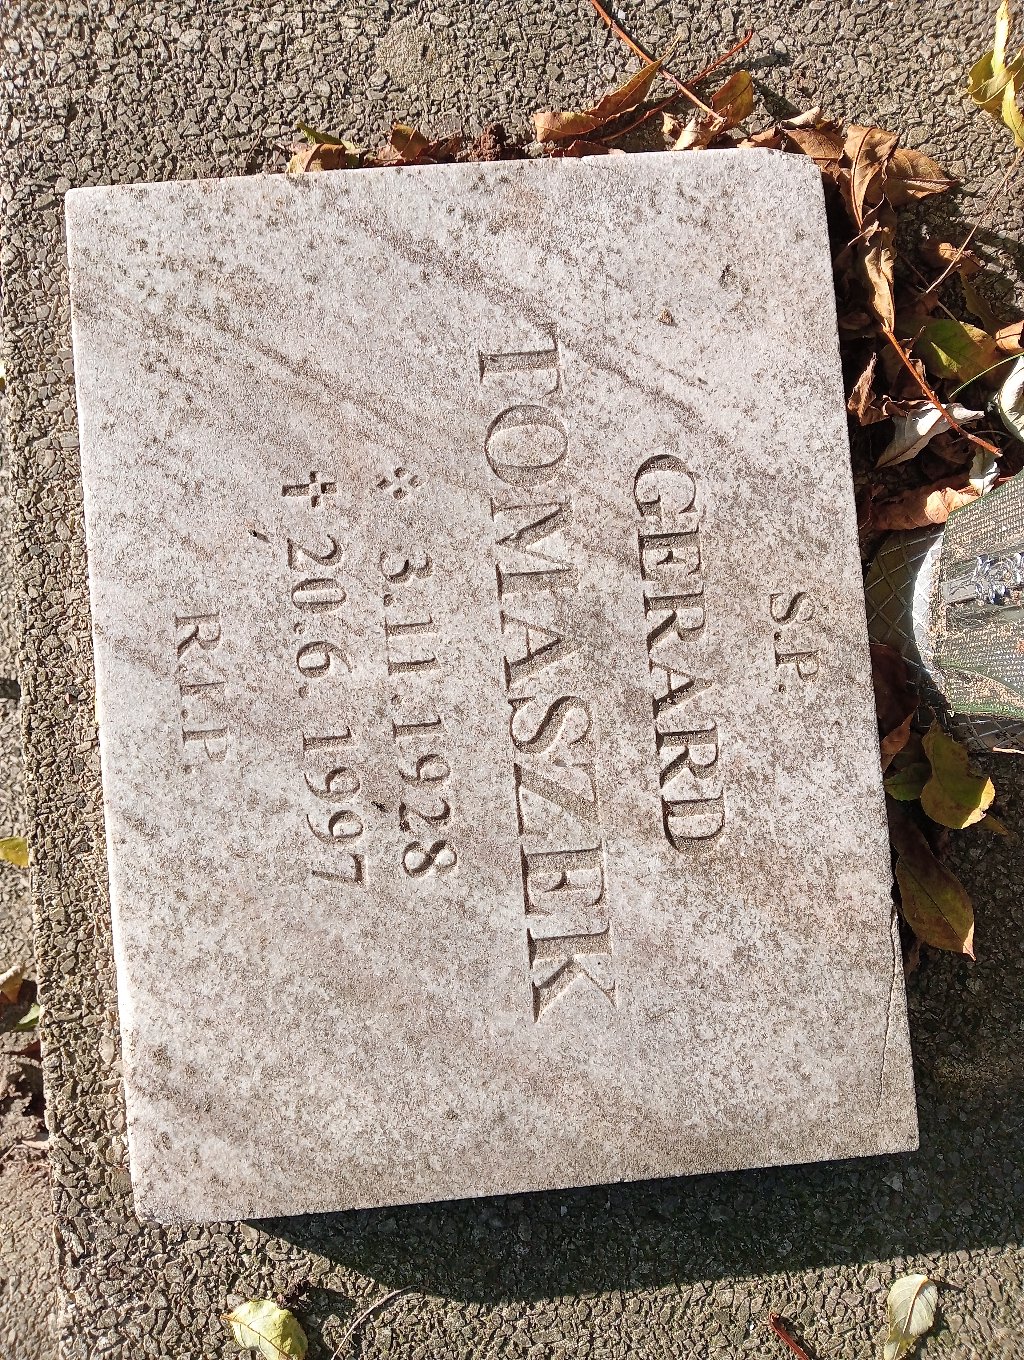 S.P.
GERARD
TOMASZEK
3.11.1928
✝ 20.6.1997
R.I.P.